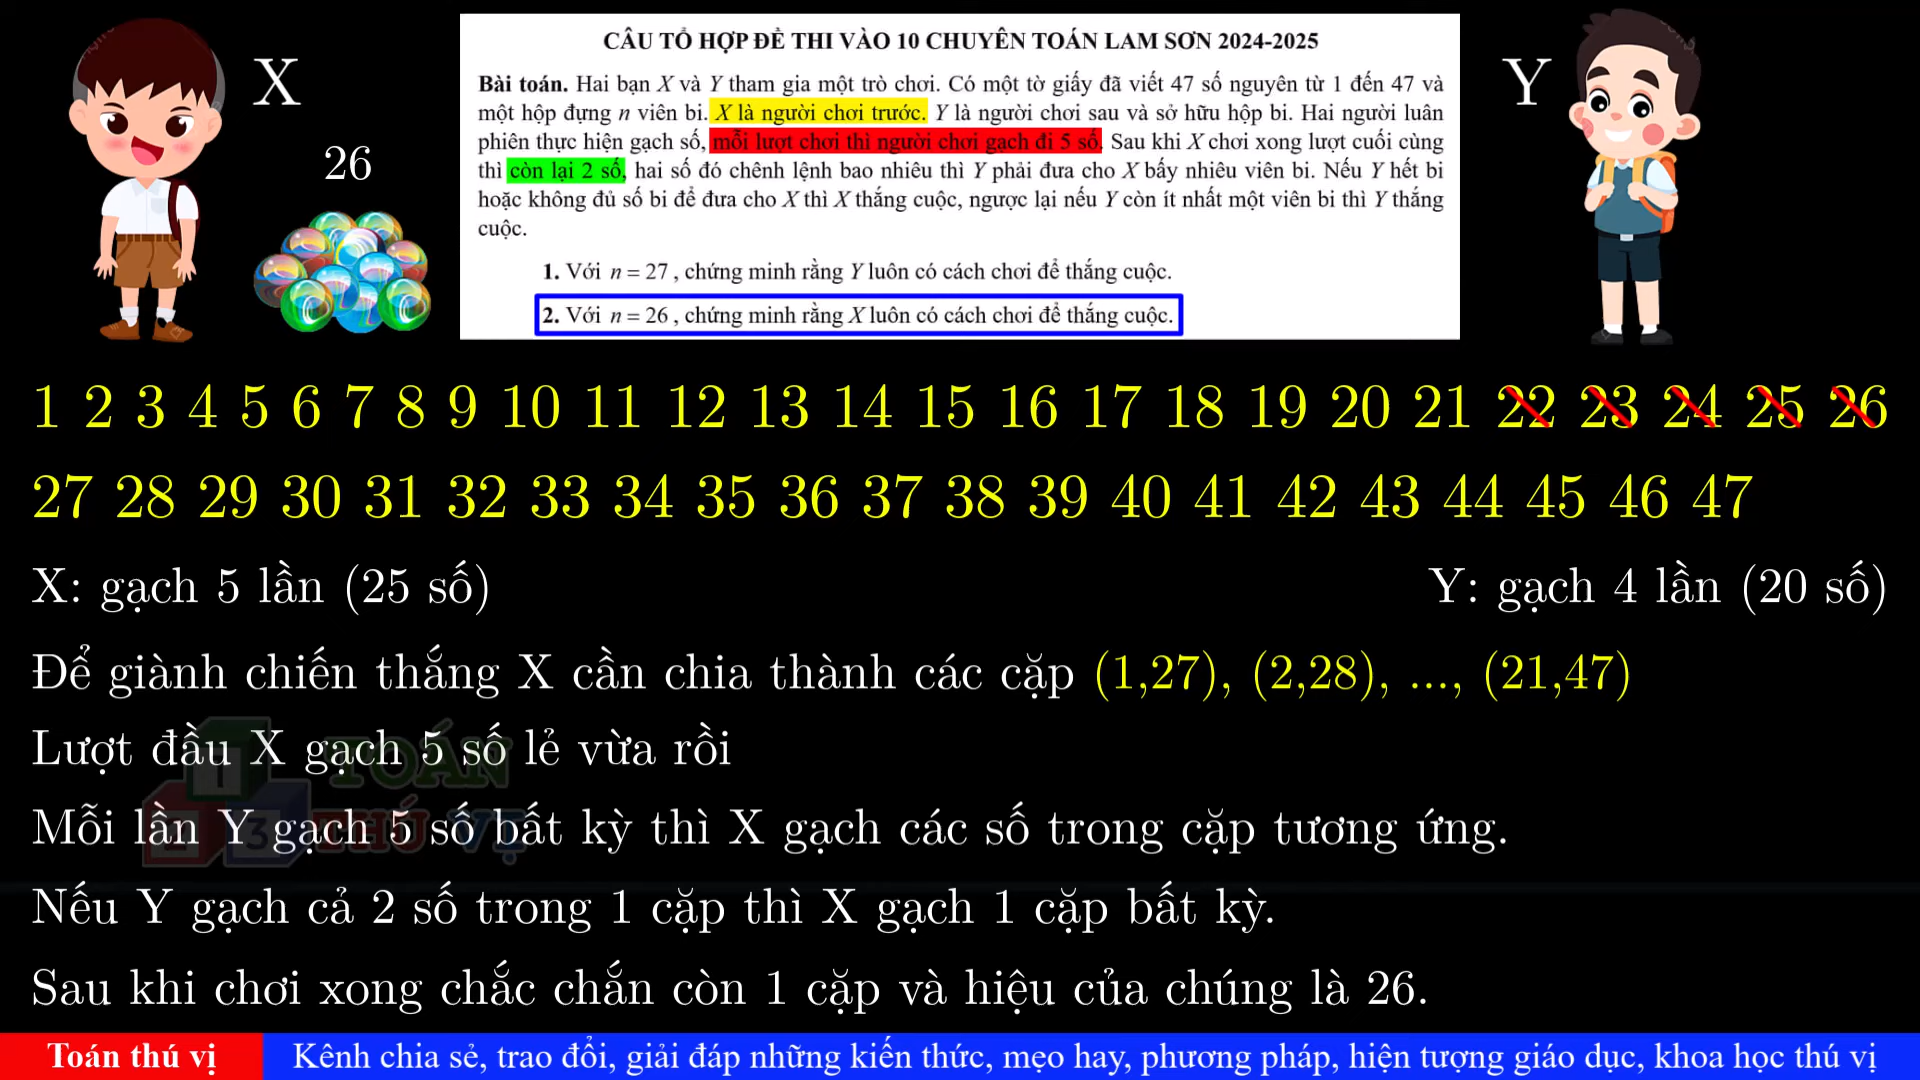 X
26
Y
CÂU TỔ HỢP ĐỀ THI VÀO 10 CHUYÊN TOÁN LAM SƠN 2024-2025
Bài toán. Hai bạn X và Y tham gia một trò chơi. Có một tờ giấy đã viết 47 số nguyên từ 1 đến 47 và
một hộp đựng n viên bi. X là người chơi trước. Y là người chơi sau và sở hữu hộp bi. Hai người luân
phiên thực hiện gạch số, mỗi lượt chơi thì người chơi gạch đi 5 số. Sau khi X chơi xong lượt cuối cùng
thì còn lại 2 số, hai số đó chênh lệnh bao nhiêu thì Y phải đưa cho X bấy nhiêu viên bi. Nếu Y hết bi
hoặc không đủ số bi để đưa cho X thì X thắng cuộc, ngược lại nếu Y còn ít nhất một viên bi thì Y thắng
cuộc.
1. Với n = 27 , chứng minh rằng Y luôn có cách chơi để thắng cuộc.
2. Với n = 26 , chứng minh rằng X luôn có cách chơi để thắng cuộc.
1 2 3 4 5 6 7 8 9 10 11 12 13 14 15 16 17 18 19 20 21 22 23 24 25 26
27 28 29 30 31 32 33 34 35 36 37 38 39 40 41 42 43 44 45 46 47
X: gạch 5 lần (25 số)
Y: gạch 4 lần (20 số)
Để giành chiến thắng X cần chia thành các cặp (1,27), (2,28), ..., (21,47)
Lượt đầu X gạch 5 số lẻ vừa rồi
Mỗi lần Y gạch 5 số bất kỳ thì X gạch các số trong cặp tương ứng.
Nếu Y gạch cả 2 số trong 1 cặp thì X gạch 1 cặp bất kỳ.
Sau khi chơi xong chắc chắn còn 1 cặp và hiệu của chúng là 26.
TOÁN
THÚ VỊ
1
2 3
Toán thú vị
Kênh chia sẻ, trao đổi, giải đáp những kiến thức, mẹo hay, phương pháp, hiện tượng giáo dục, khoa học thú vị